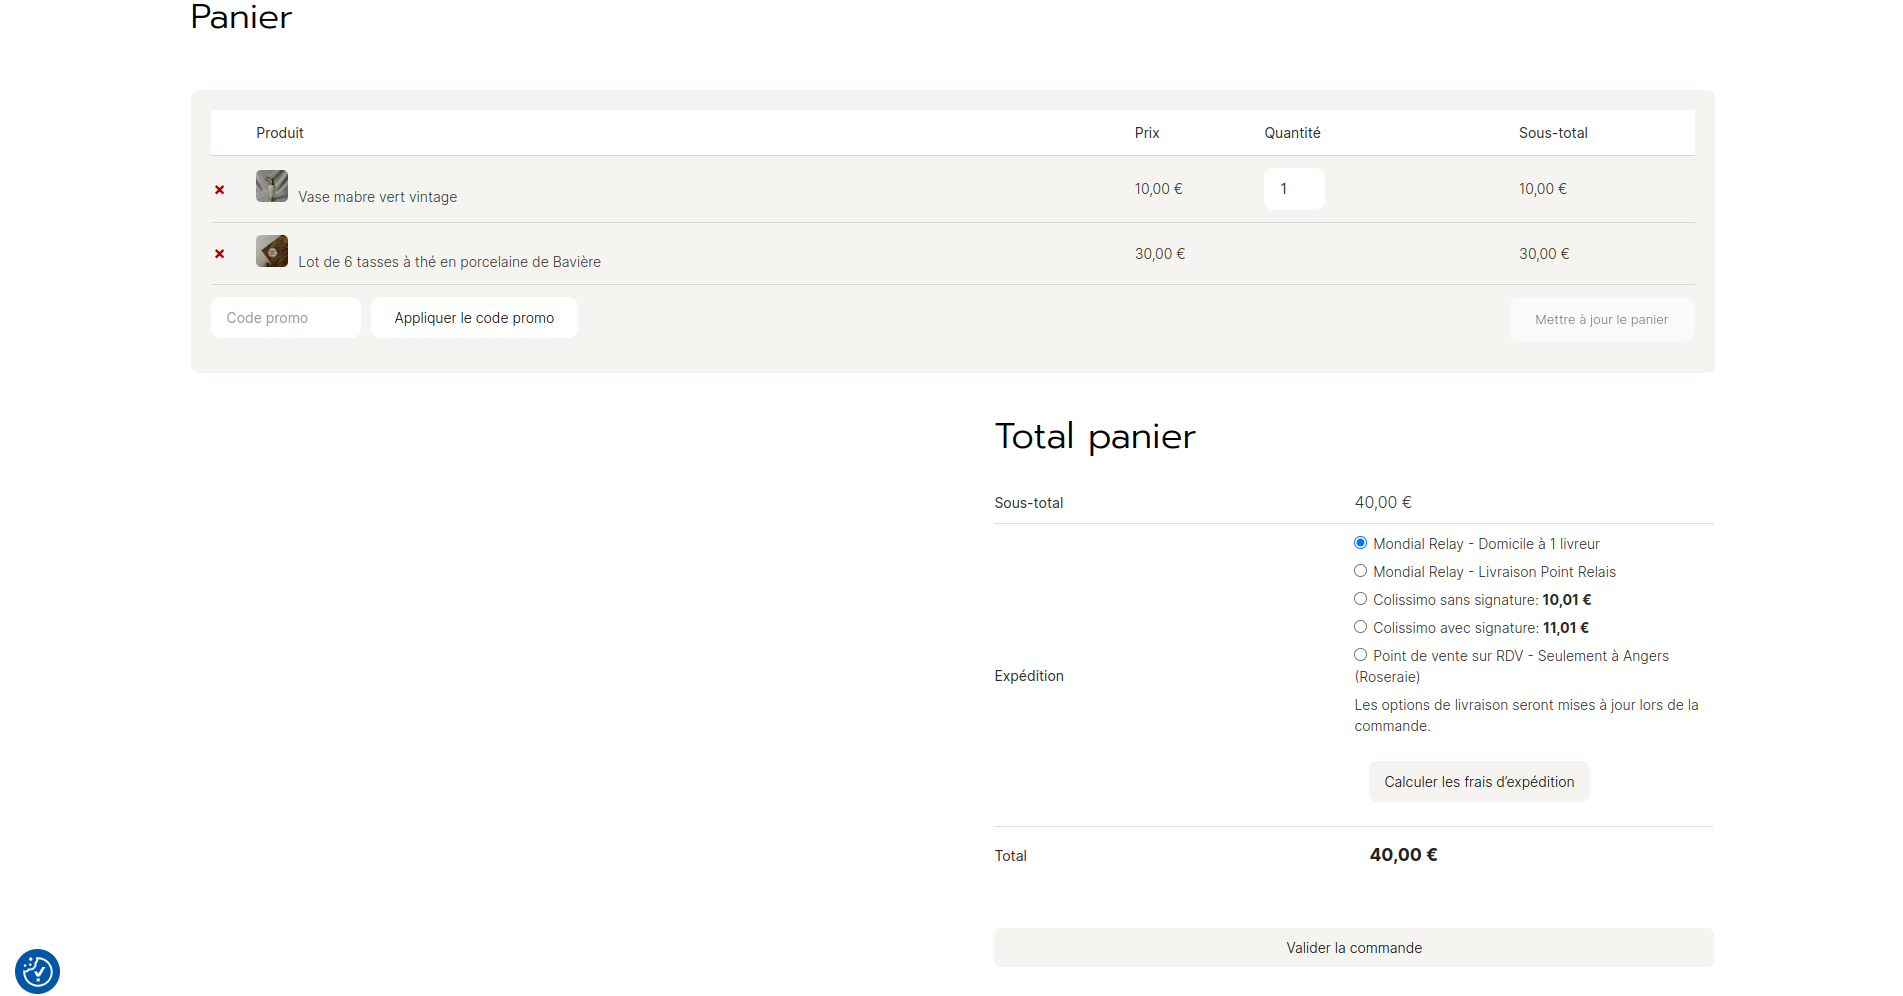 Panier
Produit Prix Quantité Sous-total
× Vase mabre vert vintage 10,00 € 1 10,00 €
× Lot de 6 tasses à thé en porcelaine de Bavière 30,00 € 30,00 €
Code promo Appliquer le code promo Mettre à jour le panier
Total panier
Sous-total 40,00 €
Expédition
Mondial Relay - Domicile à 1 livreur
Mondial Relay - Livraison Point Relais
Colissimo sans signature: 10,01 €
Colissimo avec signature: 11,01 €
Point de vente sur RDV - Seulement à Angers
(Roseraie)
Les options de livraison seront mises à jour lors de la
commande.
Calculer les frais d’expédition
Total 40,00 €
Valider la commande